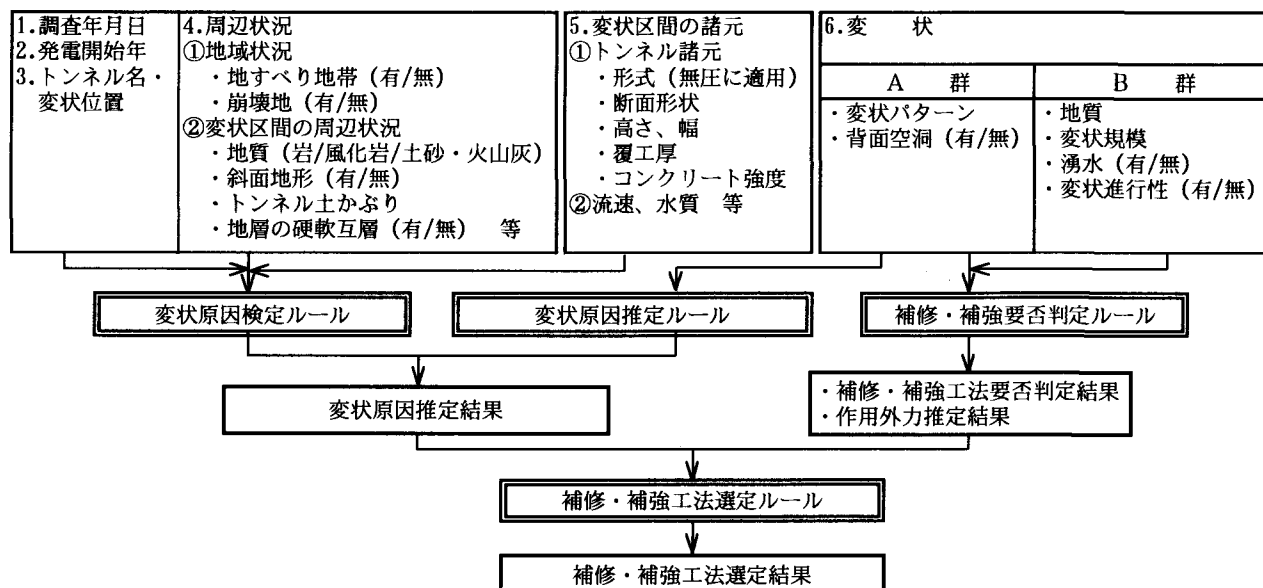 1.調査年月日
2.発電開始年
3.トンネル名・
変状位置
4.周辺状況
①地域状況
・地すべり地帯（有/無）
・崩壊地（有/無）
②変状区間の周辺状況
・地質（岩/風化岩/土砂・火山灰）
・斜面地形（有/無）
・トンネル土かぶり
・地層の硬軟互層（有/無）　等
5.変状区間の諸元
①トンネル諸元
・形式（無圧に適用）
・断面形状
・高さ、幅
・覆工厚
・コンクリート強度
②流速、水質　等
6.変　　状
A　　群
・変状パターン
・背面空洞（有/無）
B　　群
・地質
・変状規模
・湧水（有/無）
・変状進行性（有/無）
変状原因検定ルール
変状原因推定ルール
補修・補強要否判定ルール
変状原因推定結果
・補修・補強工法要否判定結果
・作用外力推定結果
補修・補強工法選定ルール
補修・補強工法選定結果